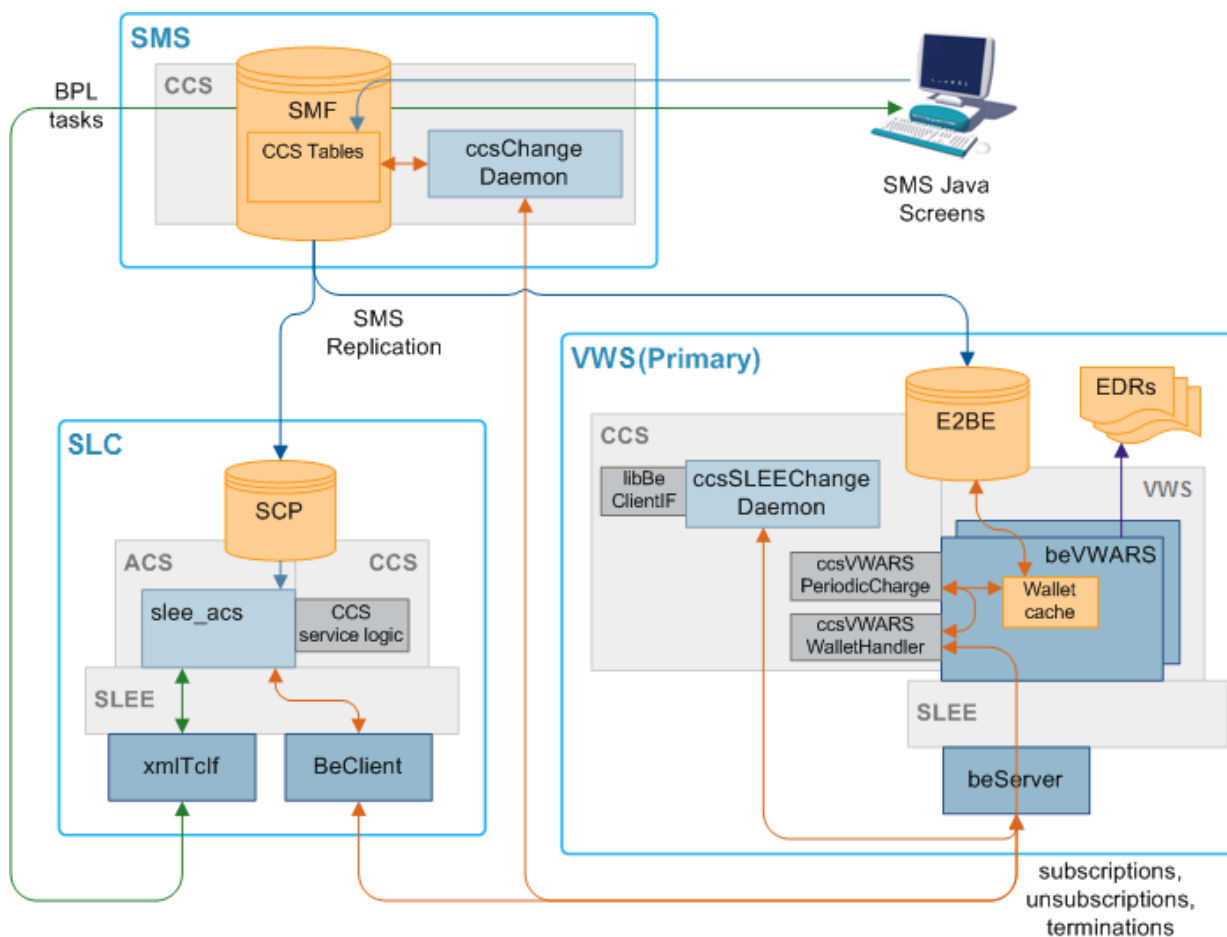 SMS
BPL
tasks
CCS
SMF
CCS Tables
ccsChange
Daemon
SMS Java
Screens
SMS
Replication
SLC
SCP
ACS
CCS
slee_acs
CCS
service logic
SLEE
xmlTcIf
BeClient
VWS(Primary)
E2BE
EDRs
CCS
libBe
ClientIF
ccsSLEEChange
Daemon
VWS
beVWARS
ccsVWARS
PeriodicCharge
Wallet
cache
ccsVWARS
WalletHandler
SLEE
beServer
subscriptions,
unsubscriptions,
terminations